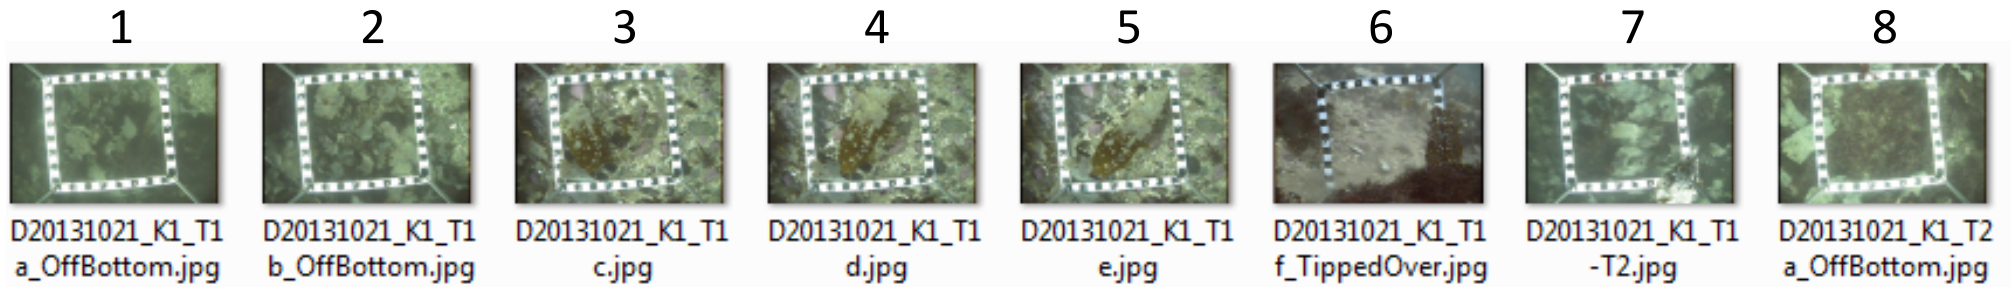 1 2 3 4 5 6 7 8
D20131021_K1_T1 D20131021_K1_T1 D20131021_K1_T1 D20131021_K1_T1 D20131021_K1_T1 D20131021_K1_T1 D20131021_K1_T1 D20131021_K1_T2
a_OffBottom.jpg b_OffBottom.jpg c.jpg d.jpg e.jpg f_TippedOver.jpg -T2.jpg a_OffBottom.jpg